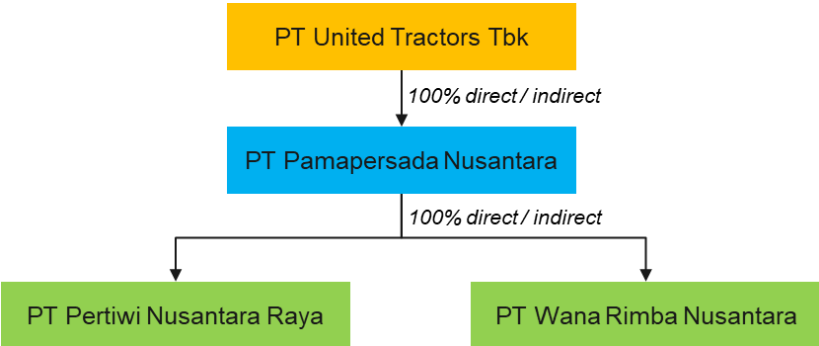 PT United Tractors Tbk
100% direct / indirect
PT Pamapersada Nusantara
100% direct / indirect
PT Pertiwi Nusantara Raya
PT Wana Rimba Nusantara